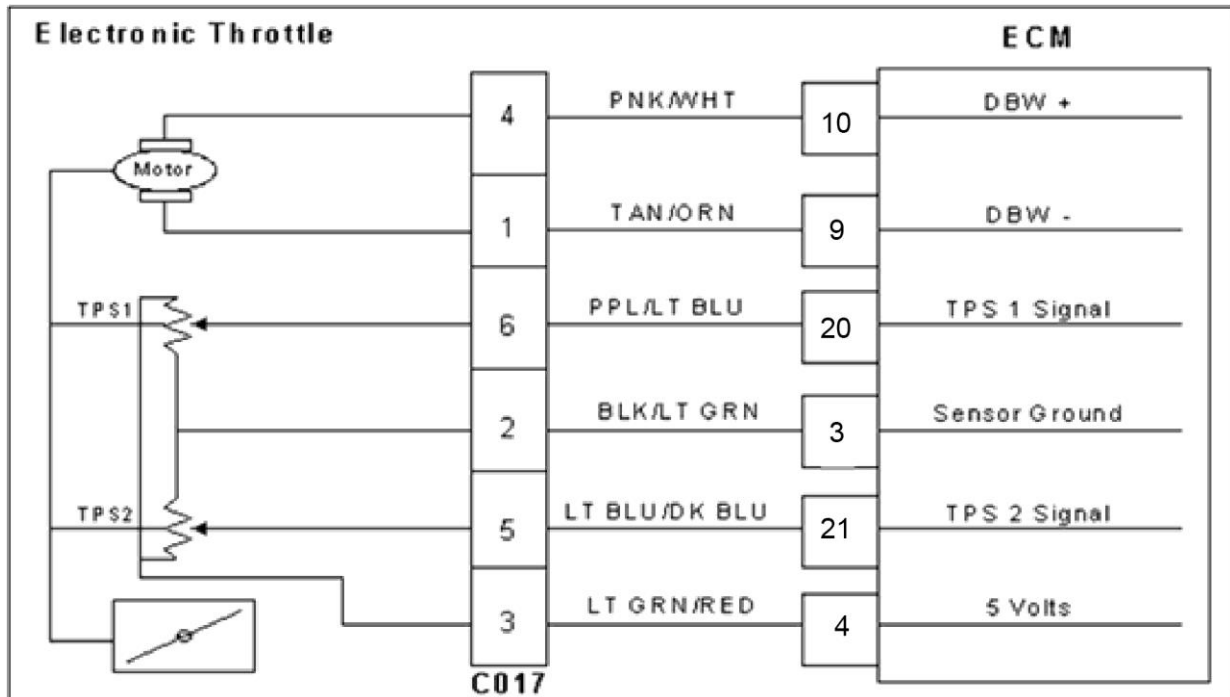 Electronic Throttle
ECM
4
PNK/WHT
10
DBW +
Motor
1
TAN/ORN
9
DBW -
TPS1
6
PPL/LT BLU
20
TPS 1 Signal
2
BLK/LT GRN
3
Sensor Ground
TPS2
5
LT BLU/DK BLU
21
TPS 2 Signal
3
LT GRN/RED
4
5 Volts
C017